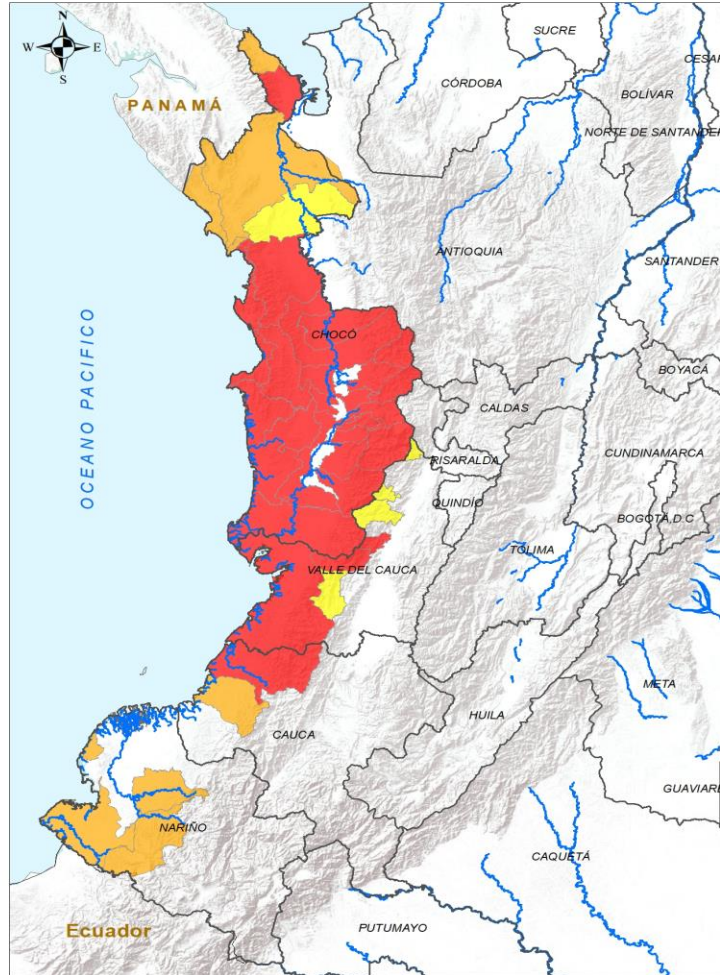 N
W E
S
SUCRE
CESAR
CÓRDOBA
BOLÍVAR
PANAMÁ
NORTE DE SANTANDER
ANTIOQUIA
SANTANDER
OCEANO PACIFICO
CHOCÓ
BOYACÁ
CALDAS
CUNDINAMARCA
RISARALDA
QUINDÍO
BOGOTÁ, D.C
TOLIMA
VALLE DEL CAUCA
META
HUILA
CAUCA
GUAVIARE
NARIÑO
CAQUETÁ
Ecuador
PUTUMAYO